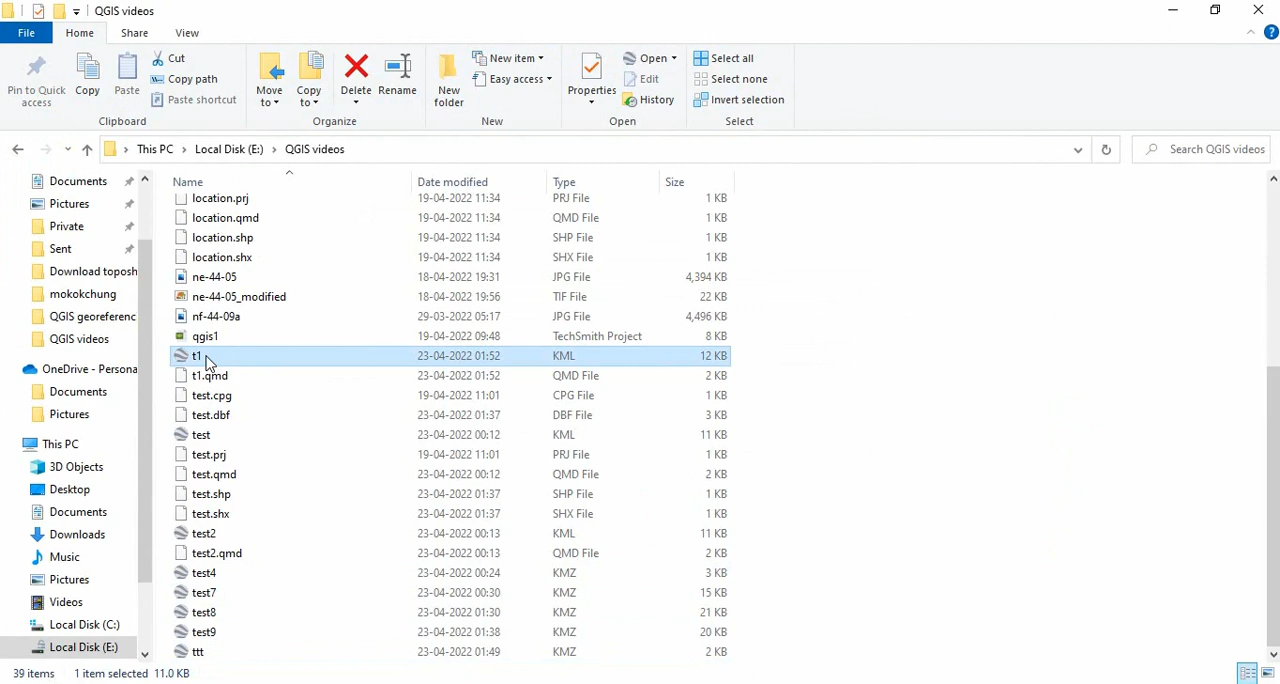 QGIS videos
File Home Share View
Pin to Quick access
Copy
Paste
Cut
Copy path
Paste shortcut
Clipboard
Move to
Copy to
Delete
Rename
Organize
New folder
New item
Easy access
New
Properties
Open
Edit
History
Open
Select all
Select none
Invert selection
Select
This PC > Local Disk (E:) > QGIS videos
Search QGIS videos
Documents
Pictures
Private
Sent
Download toposh
mokokchung
QGIS georeferenc
QGIS videos
OneDrive - Persona
Documents
Pictures
This PC
3D Objects
Desktop
Documents
Downloads
Music
Pictures
Videos
Local Disk (C:)
Local Disk (E:)
Name Date modified Type Size
location.prj 19-04-2022 11:34 PRJ File 1 KB
location.qmd 19-04-2022 11:34 QMD File 1 KB
location.shp 19-04-2022 11:34 SHP File 1 KB
location.shx 19-04-2022 11:34 SHX File 1 KB
ne-44-05 18-04-2022 19:31 JPG File 4,394 KB
ne-44-05_modified 18-04-2022 19:56 TIF File 22 KB
nf-44-09a 29-03-2022 05:17 JPG File 4,496 KB
qgis1 19-04-2022 09:48 TechSmith Project 8 KB
t1 23-04-2022 01:52 KML 12 KB
t1.qmd 23-04-2022 01:52 QMD File 2 KB
test.cpg 19-04-2022 11:01 CPG File 1 KB
test.dbf 23-04-2022 01:37 DBF File 3 KB
test 23-04-2022 00:12 KML 11 KB
test.prj 19-04-2022 11:01 PRJ File 1 KB
test.qmd 23-04-2022 00:12 QMD File 2 KB
test.shp 23-04-2022 01:37 SHP File 1 KB
test.shx 23-04-2022 01:37 SHX File 1 KB
test2 23-04-2022 00:13 KML 11 KB
test2.qmd 23-04-2022 00:13 QMD File 2 KB
test4 23-04-2022 00:24 KMZ 3 KB
test7 23-04-2022 00:30 KMZ 15 KB
test8 23-04-2022 01:30 KMZ 21 KB
test9 23-04-2022 01:38 KMZ 20 KB
ttt 23-04-2022 01:49 KMZ 2 KB
39 items 1 item selected 11.0 KB